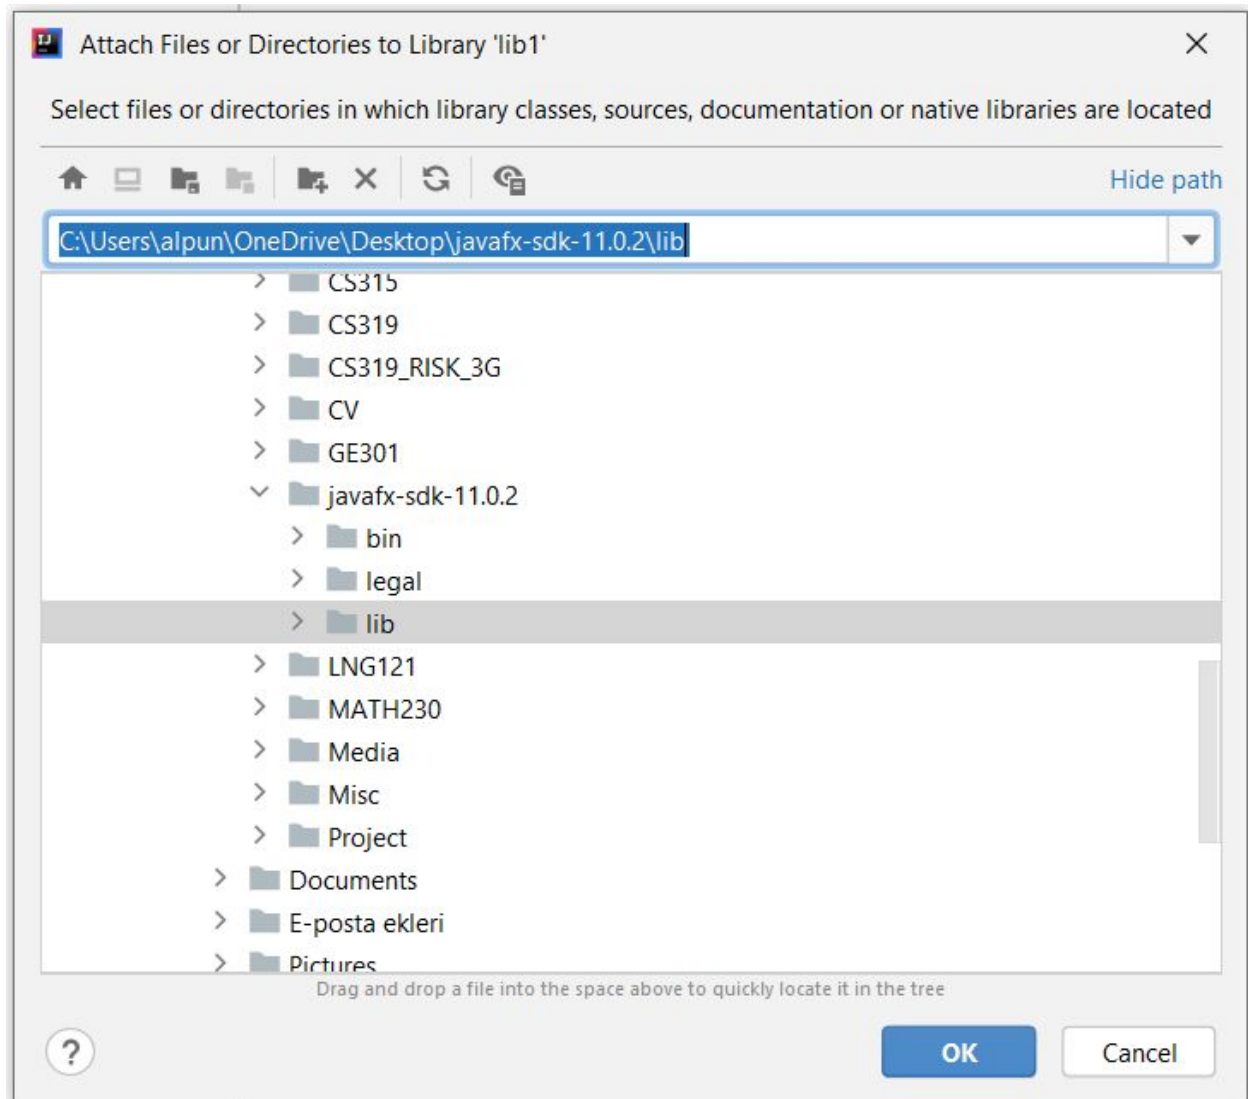 Attach Files or Directories to Library 'lib1'
Select files or directories in which library classes, sources, documentation or native libraries are located
Hide path
C:\Users\alpun\OneDrive\Desktop\javafx-sdk-11.0.2\lib
CS315
CS319
CS319_RISK_3G
CV
GE301
javafx-sdk-11.0.2
bin
legal
lib
LNG121
MATH230
Media
Misc
Project
Documents
E-posta ekleri
Pictures
Drag and drop a file into the space above to quickly locate it in the tree
? OK Cancel